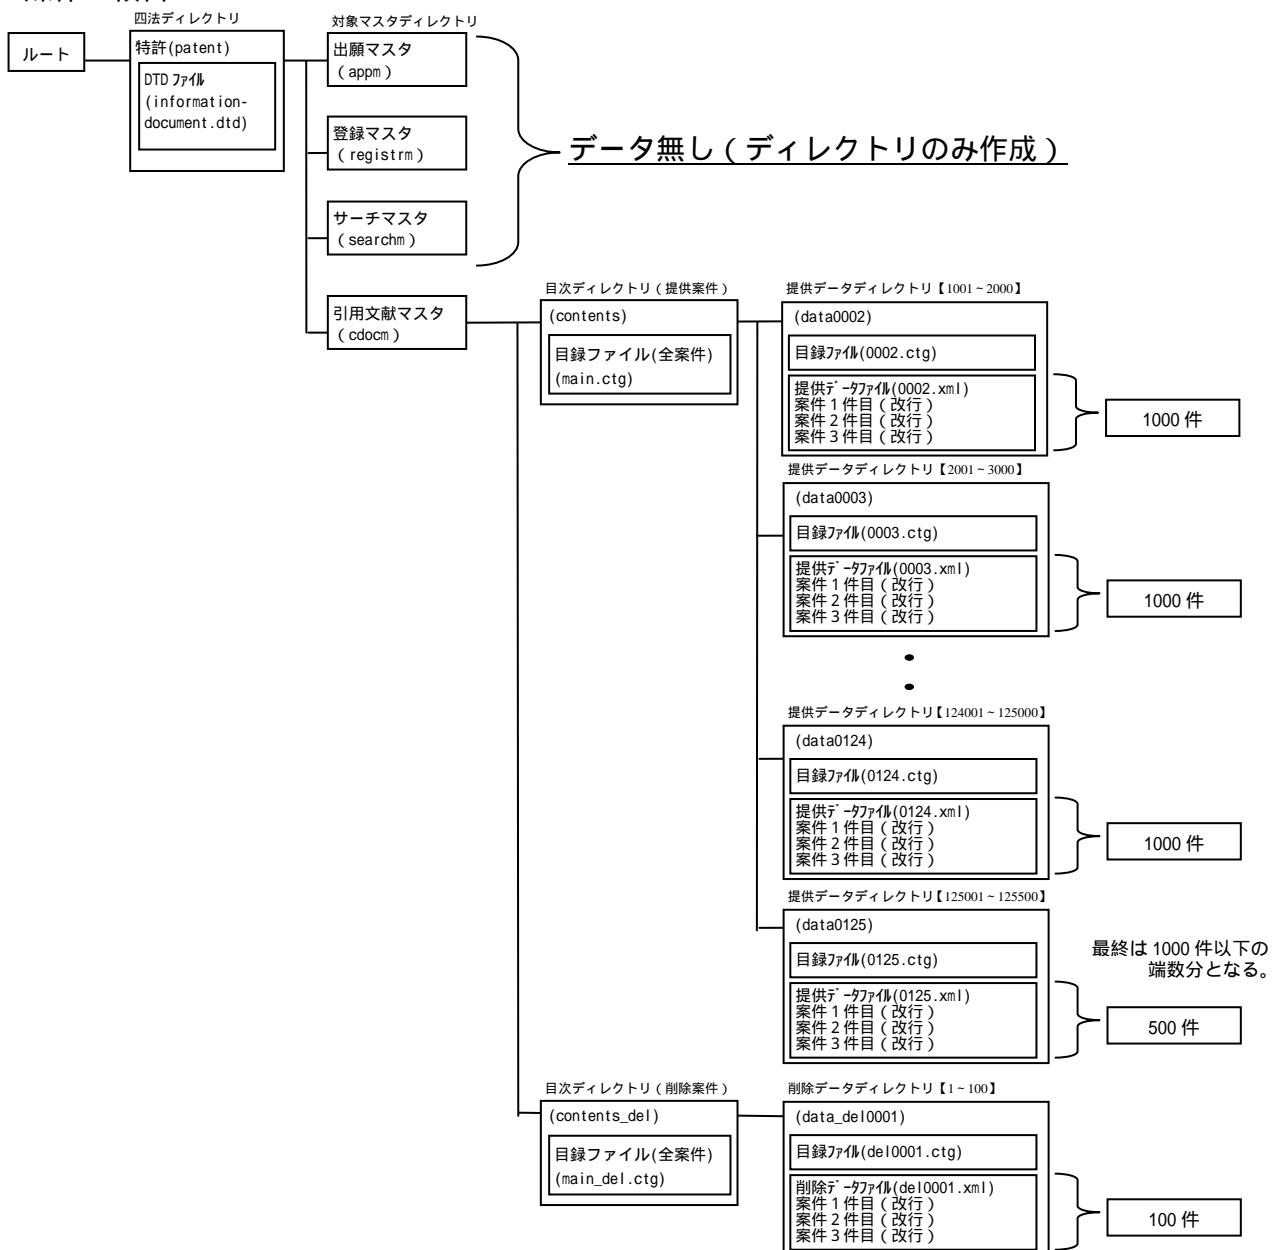 四法ディレクトリ
対象マスタディレクトリ
ルート
特許(patent)
DTD ﾌｧｲﾙ
(information-
document.dtd)
出願マスタ
（appm）
登録マスタ
（registrm）
サーチマスタ
（searchm）
データ無し（ディレクトリのみ作成）
引用文献マスタ
（cdocm）
目次ディレクトリ（提供案件）
(contents)
目録ファイル(全案件)
(main.ctg)
提供データディレクトリ【1001～2000】
(data0002)
目録ﾌｧｲﾙ(0002.ctg)
提供ﾃﾞｰﾀﾌｧｲﾙ(0002.xml)
案件１件目（改行）
案件２件目（改行）
案件３件目（改行）
1000 件
提供データディレクトリ【2001～3000】
(data0003)
目録ﾌｧｲﾙ(0003.ctg)
提供ﾃﾞｰﾀﾌｧｲﾙ(0003.xml)
案件１件目（改行）
案件２件目（改行）
案件３件目（改行）
1000 件
提供データディレクトリ【124001～125000】
(data0124)
目録ﾌｧｲﾙ(0124.ctg)
提供ﾃﾞｰﾀﾌｧｲﾙ(0124.xml)
案件１件目（改行）
案件２件目（改行）
案件３件目（改行）
1000 件
提供データディレクトリ【125001～125500】
(data0125)
目録ﾌｧｲﾙ(0125.ctg)
提供ﾃﾞｰﾀﾌｧｲﾙ(0125.xml)
案件１件目（改行）
案件２件目（改行）
案件３件目（改行）
最終は 1000 件以下の
端数分となる。
500 件
目次ディレクトリ（削除案件）
(contents_del)
目録ファイル(全案件)
(main_del.ctg)
削除データディレクトリ【1～100】
(data_del0001)
目録ﾌｧｲﾙ(del0001.ctg)
削除ﾃﾞｰﾀﾌｧｲﾙ(del0001.xml)
案件１件目（改行）
案件２件目（改行）
案件３件目（改行）
100 件